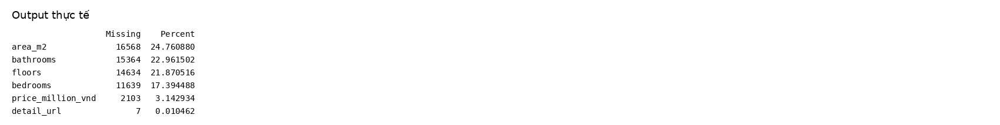 Output thực tế
Missing Percent
area_m2 16568 24.760880
bathrooms 15364 22.961502
floors 14634 21.870516
bedrooms 11639 17.394488
price_million_vnd 2103 3.142934
detail_url 7 0.010462